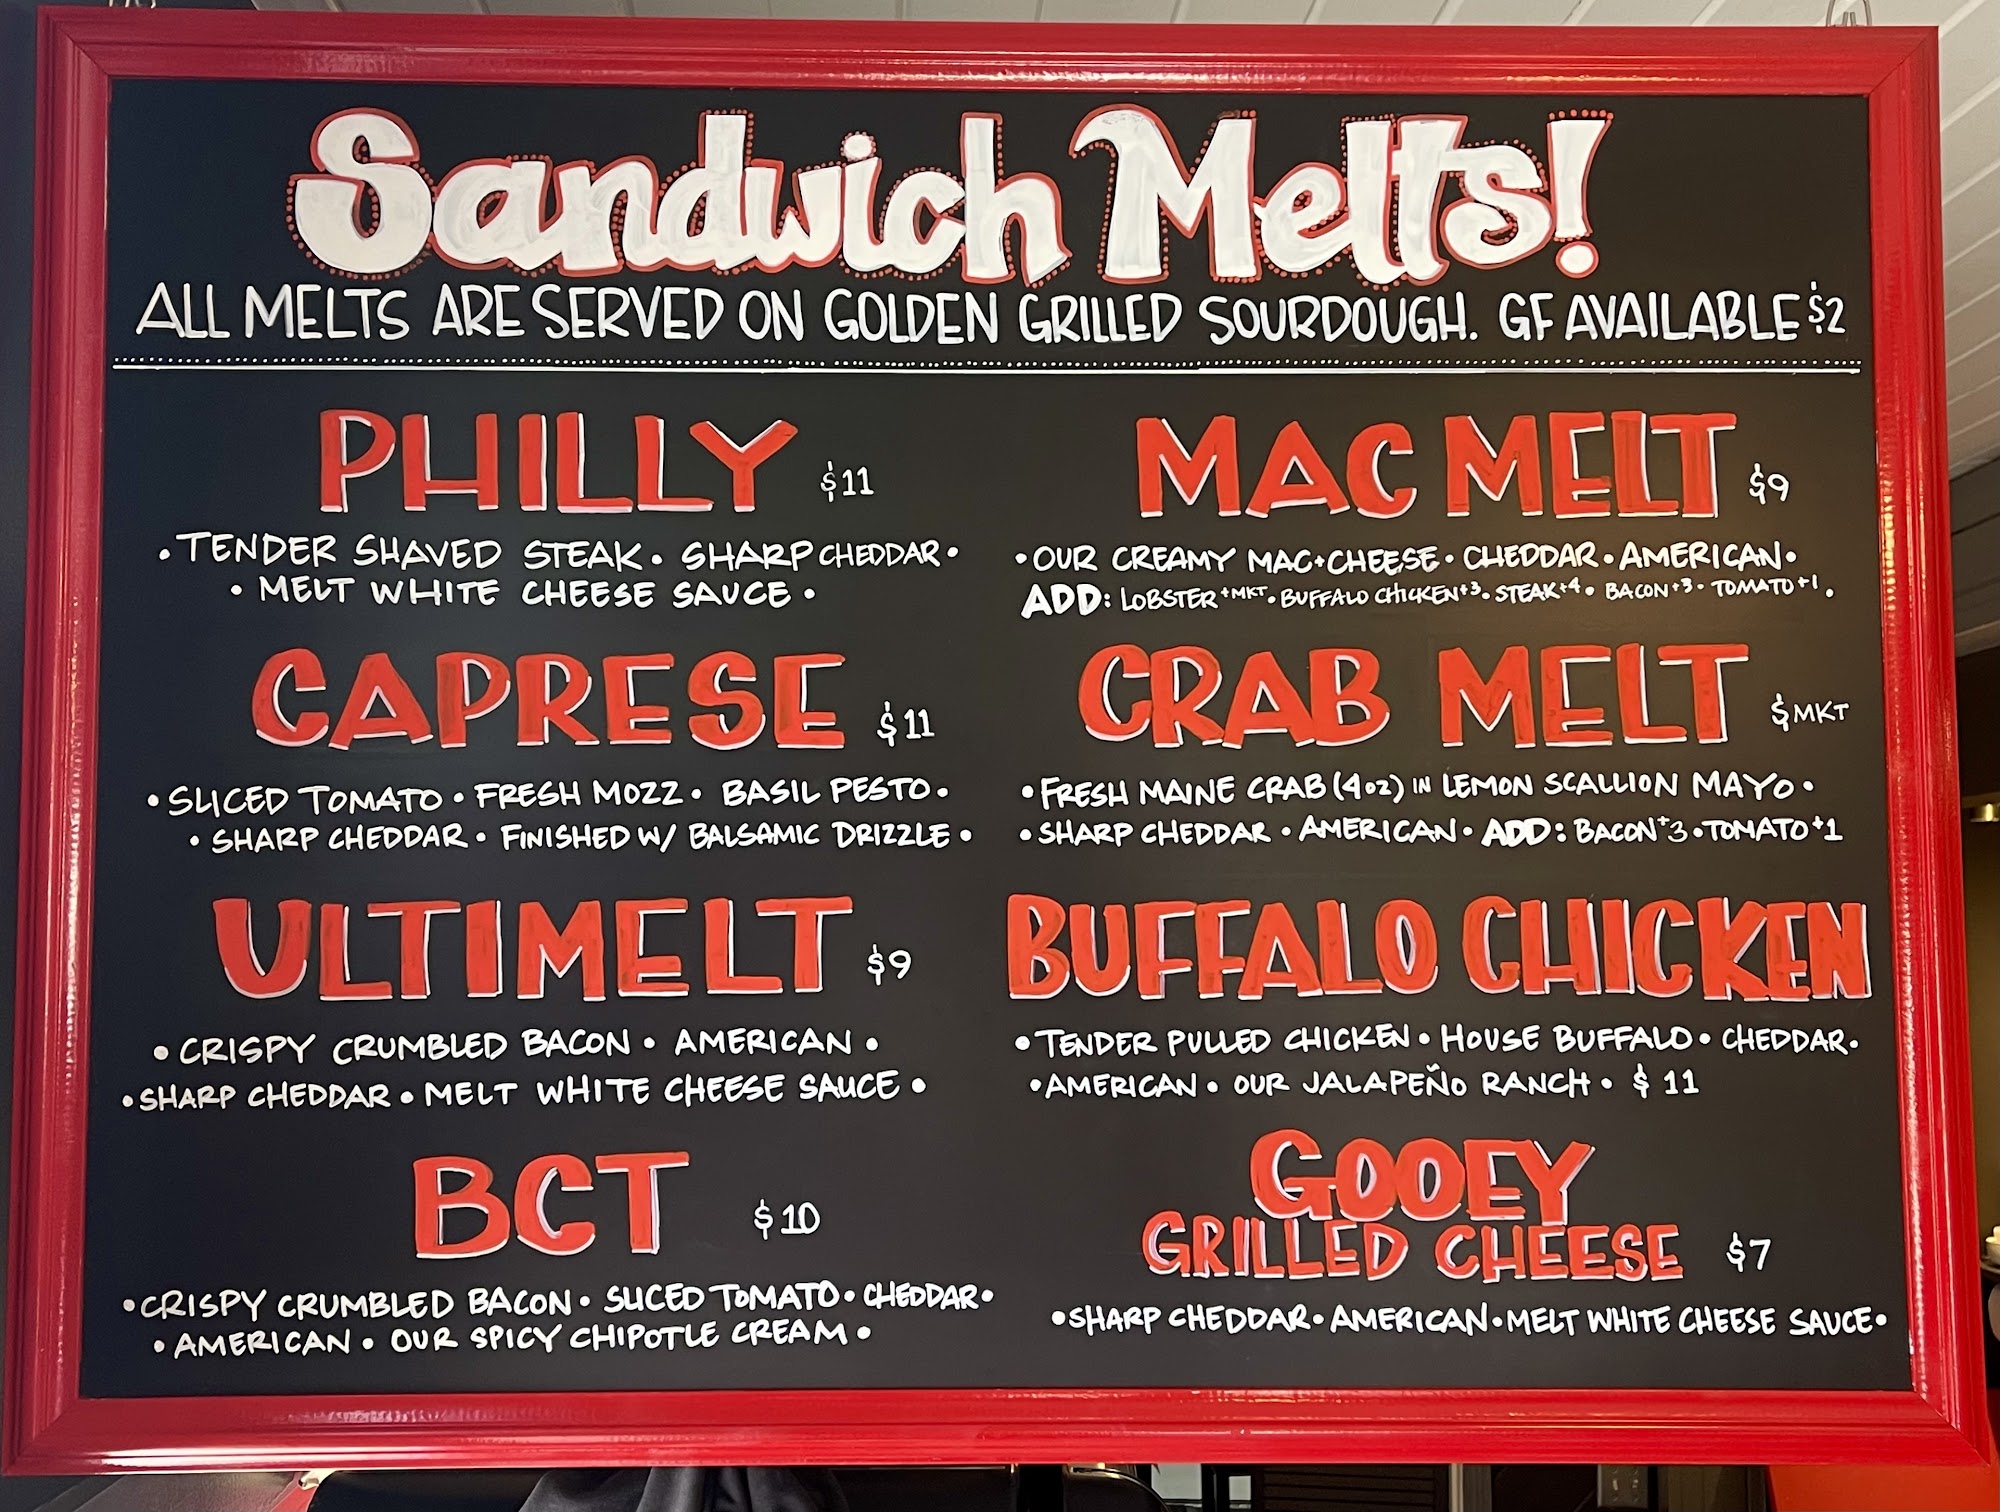 Sandwich Melts!
ALL MELTS ARE SERVED ON GOLDEN GRILLED SOURDOUGH. GF AVAILABLE $2
PHILLY $11
• TENDER SHAVED STEAK • SHARP CHEDDAR •
• MELT WHITE CHEESE SAUCE •
CAPRESE $11
• SLICED TOMATO • FRESH MOZZ • BASIL PESTO •
• SHARP CHEDDAR • FINISHED W/ BALSAMIC DRIZZLE •
ULTIMELT $9
• CRISPY CRUMBLED BACON • AMERICAN •
• SHARP CHEDDAR • MELT WHITE CHEESE SAUCE •
BCT $10
• CRISPY CRUMBLED BACON • SLICED TOMATO • CHEDDAR •
• AMERICAN • OUR SPICY CHIPOTLE CREAM •
MAC MELT $9
• OUR CREAMY MAC+CHEESE • CHEDDAR • AMERICAN •
ADD: LOBSTER +MKT • BUFFALO CHICKEN +3 • STEAK +4 • BACON +3 • TOMATO +1 •
CRAB MELT $MKT
• FRESH MAINE CRAB (4oz) IN LEMON SCALLION MAYO •
• SHARP CHEDDAR • AMERICAN • ADD: BACON +3 • TOMATO +1
BUFFALO CHICKEN
• TENDER PULLED CHICKEN • HOUSE BUFFALO • CHEDDAR •
• AMERICAN • OUR JALAPEÑO RANCH • $11
GOOEY
GRILLED CHEESE $7
• SHARP CHEDDAR • AMERICAN • MELT WHITE CHEESE SAUCE •